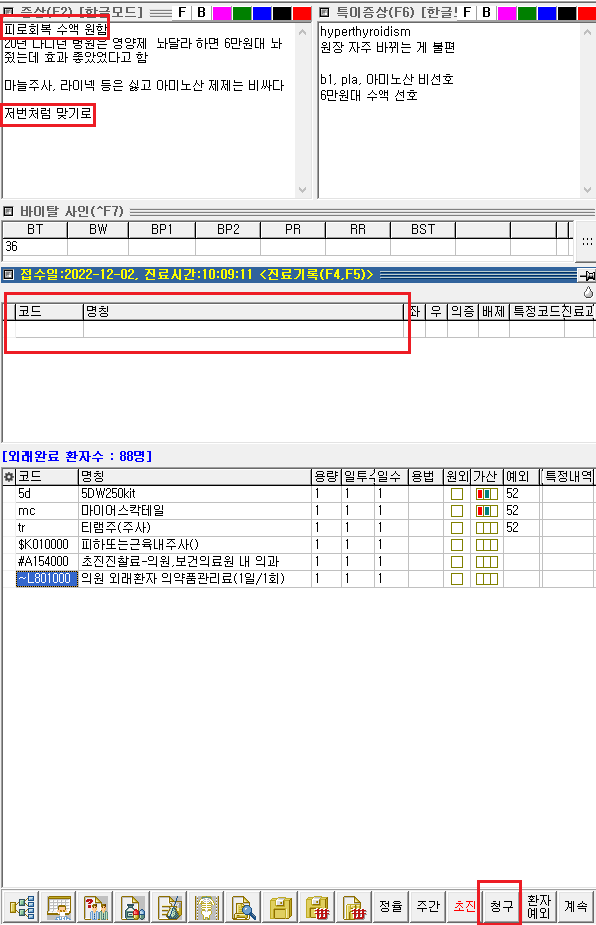 증상(F2) [한글모드] F B
피로회복 수액 원함
20년 다니던 병원은 영양제 놔달라 하면 6만원대 놔
줬는데 효과 좋았었다고 함
마늘주사, 라이넥 등은 싫고 아미노산 제제는 비싸다
저번처럼 맞기로
특이증상(F6) [한글모 F B
hyperthyroidism
원장 자주 바뀌는 게 불편
b1, pla, 아미노산 비선호
6만원대 수액 선호
바이탈 사인(^F7)
BT BW BP1 BP2 PR RR BST
36
접수일:2022-12-02, 진료시간:10:09:11 <진료기록(F4,F5)>
코드 명칭 좌 우 의증 배제 특정코드 진료과
[외래완료 환자수 : 88명]
코드 명칭 용량 일투수 일수 용법 원외 가산 예외 특정내역
5d 5DW250kit 1 1 1 52
mc 마이어스칵테일 1 1 1 52
tr 티램주(주사) 1 1 1 52
$K010000 피하또는근육내주사() 1 1 1
#A154000 초진진찰료-의원,보건의료원 내 의과 1 1 1
~L801000 의원 외래환자 의약품관리료(1일/1회) 1 1 1
정율 주간 초진 청구 환자예외 계속